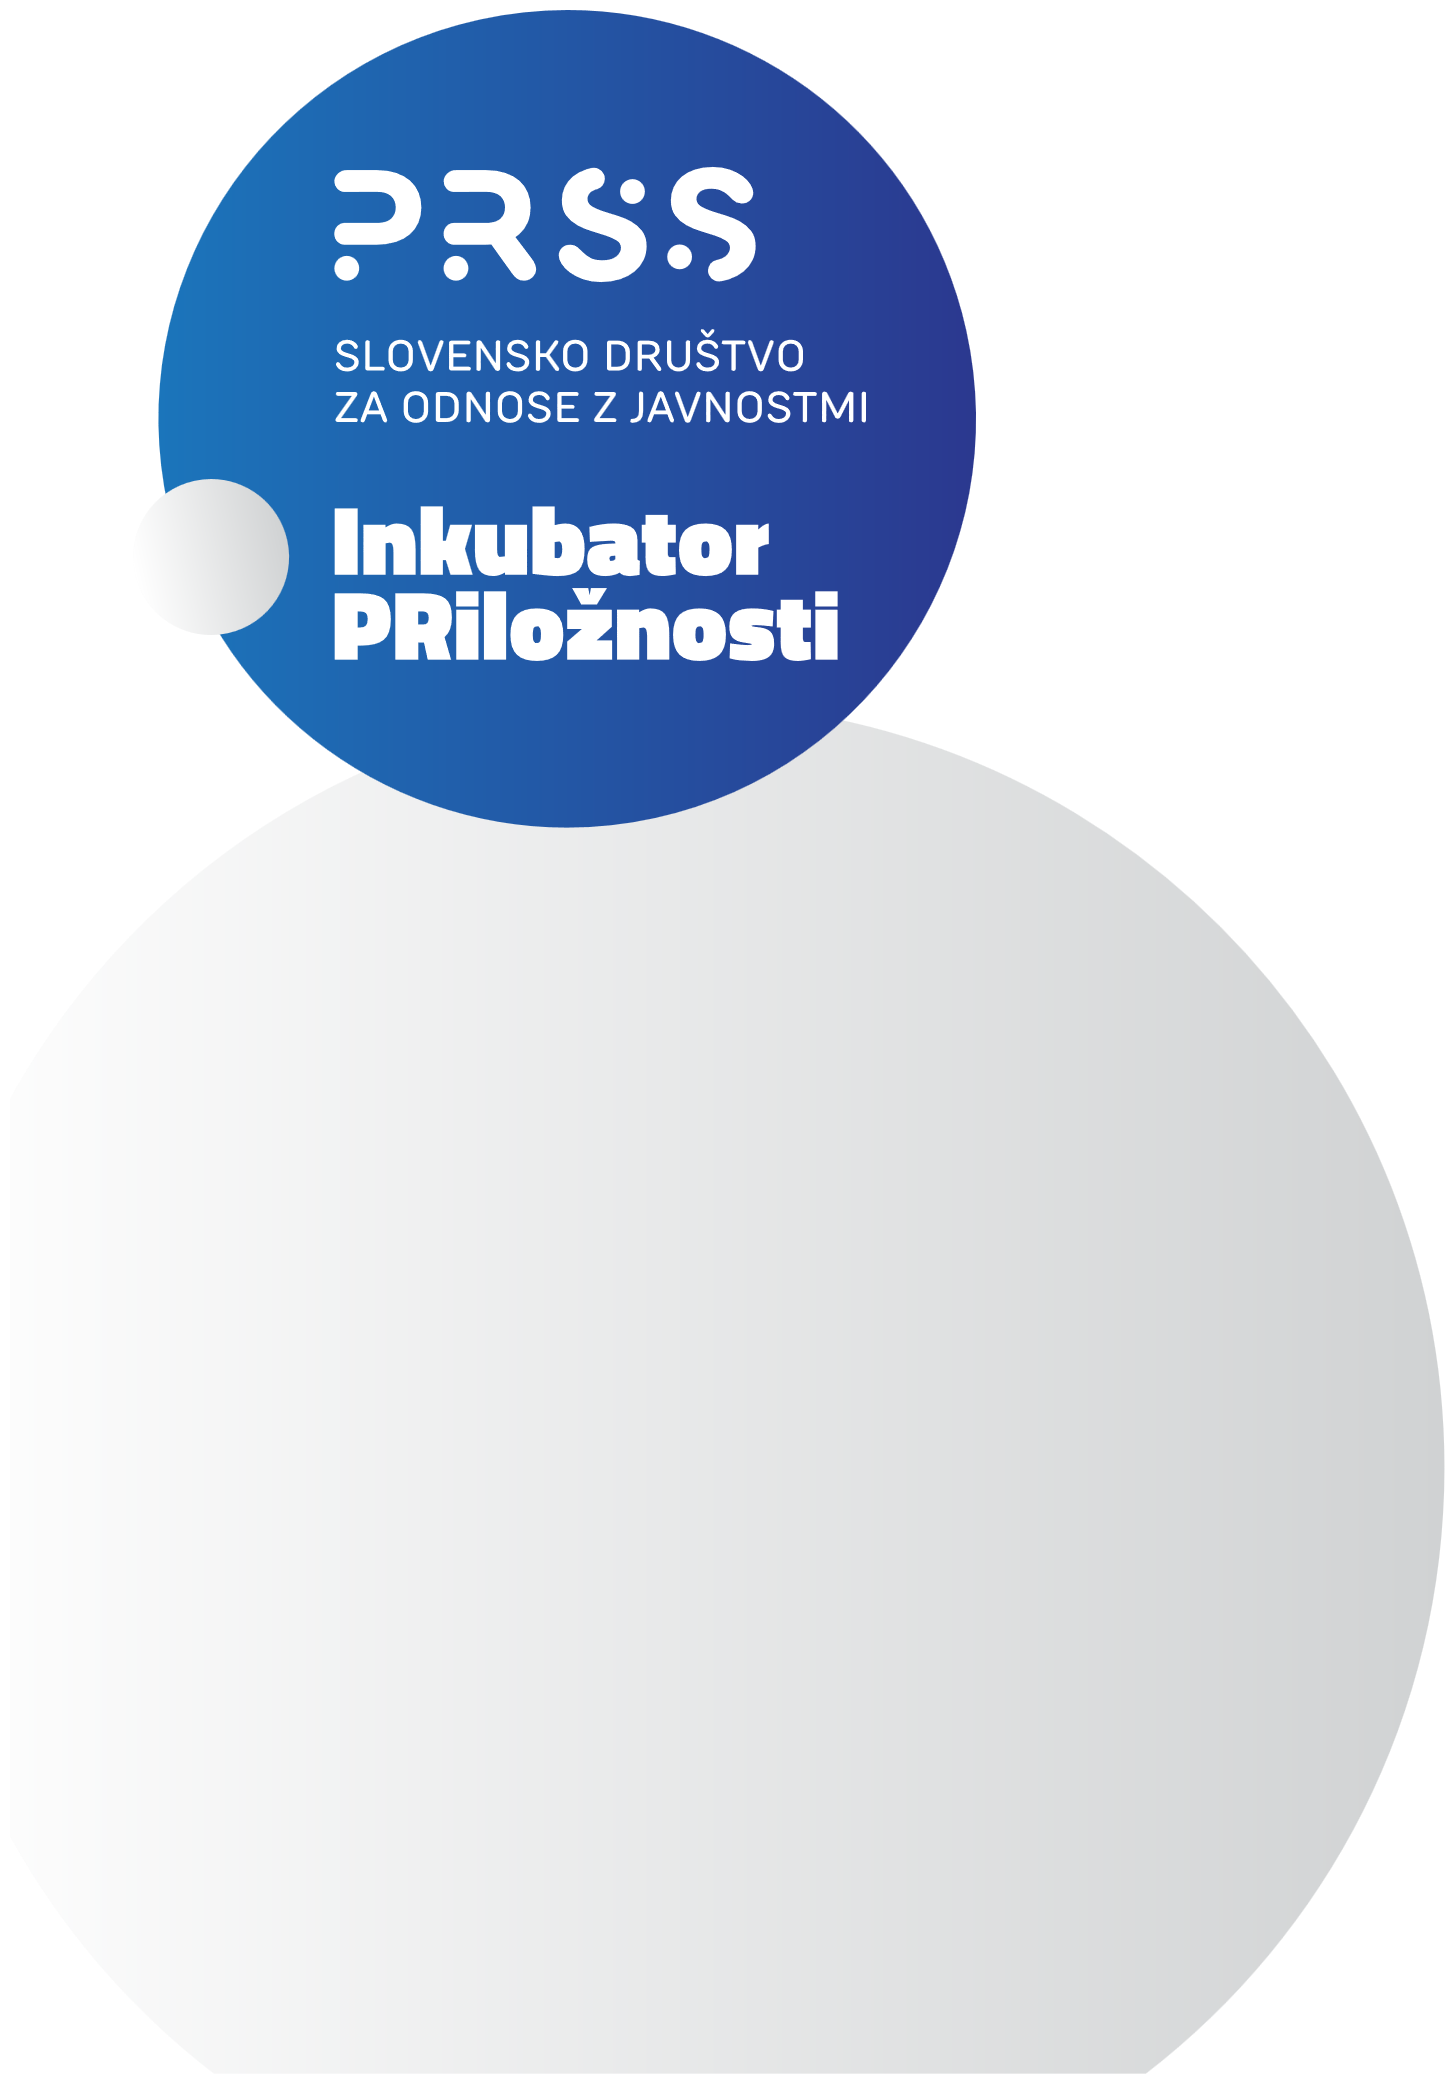 PRSS
SLOVENSKO DRUŠTVO
ZA ODNOSE Z JAVNOSTMI
Inkubator
PRiložnosti